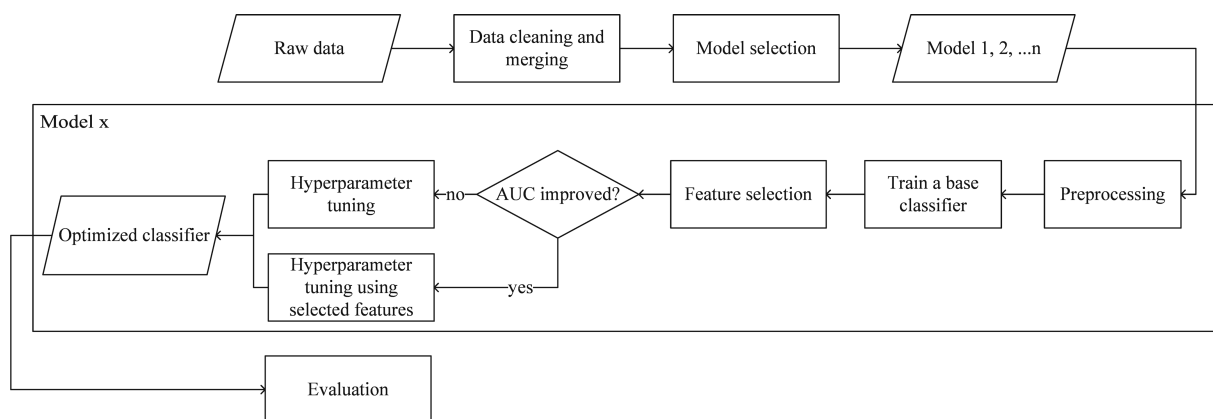 Raw data
Data cleaning and
merging
Model selection
Model 1, 2, ...n
Model x
Preprocessing
Train a base
classifier
Feature selection
AUC improved?
no
Hyperparameter
tuning
yes
Hyperparameter
tuning using
selected features
Optimized classifier
Evaluation